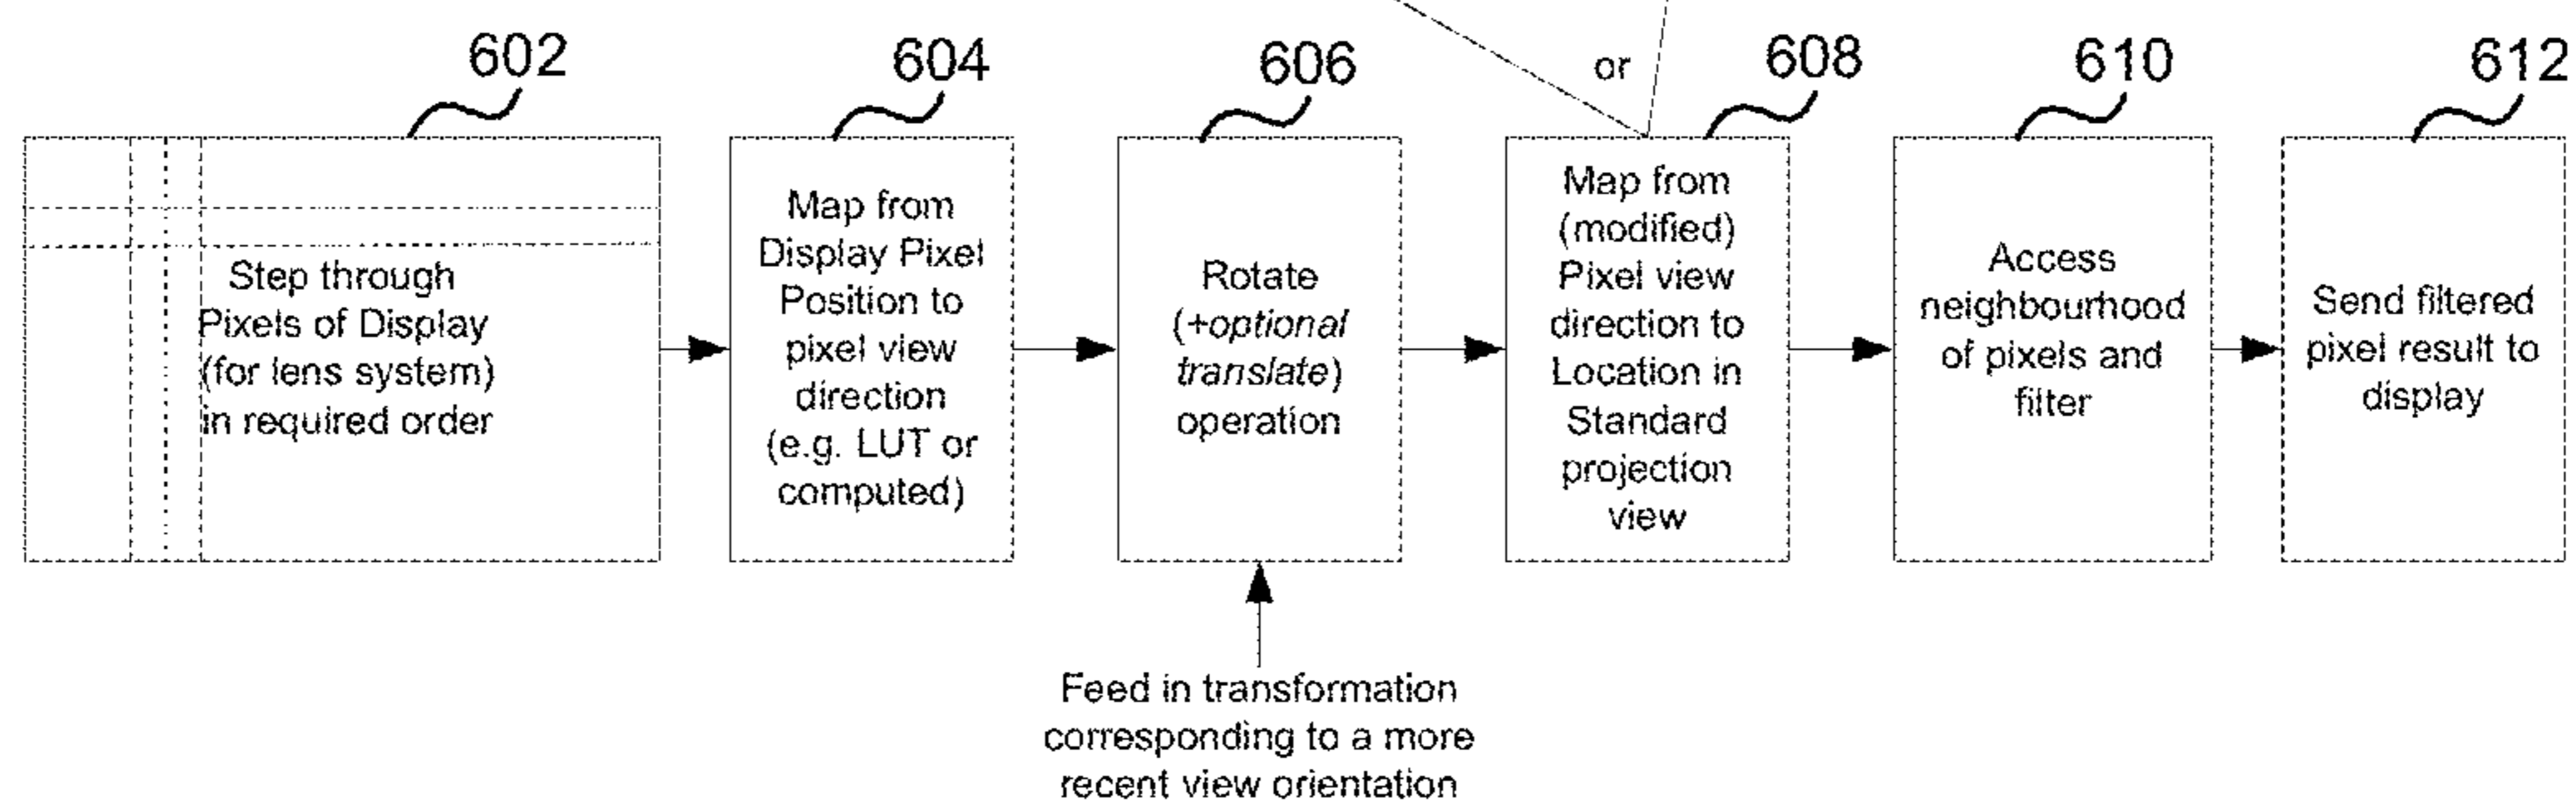 602
604
606
or
608
610
612
Step through
Pixels of Display
(for lens system)
in required order
Map from
Display Pixel
Position to
pixel view
direction
(e.g. LUT or
computed)
Rotate
(+optional
translate)
operation
Map from
(modified)
Pixel view
direction to
Location in
Standard
projection
view
Access
neighbourhood
of pixels and
filter
Send filtered
pixel result to
display
Feed in transformation
corresponding to a more
recent view orientation